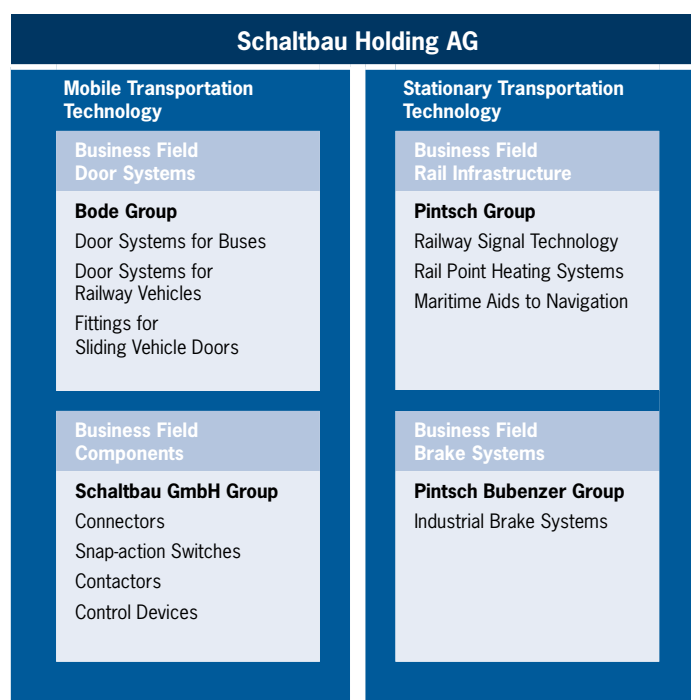 Schaltbau Holding AG
Mobile Transportation
Technology
Business Field
Door Systems
Bode Group
Door Systems for Buses
Door Systems for
Railway Vehicles
Fittings for
Sliding Vehicle Doors
Business Field
Components
Schaltbau GmbH Group
Connectors
Snap-action Switches
Contactors
Control Devices
Stationary Transportation
Technology
Business Field
Rail Infrastructure
Pintsch Group
Railway Signal Technology
Rail Point Heating Systems
Maritime Aids to Navigation
Business Field
Brake Systems
Pintsch Bubenzer Group
Industrial Brake Systems